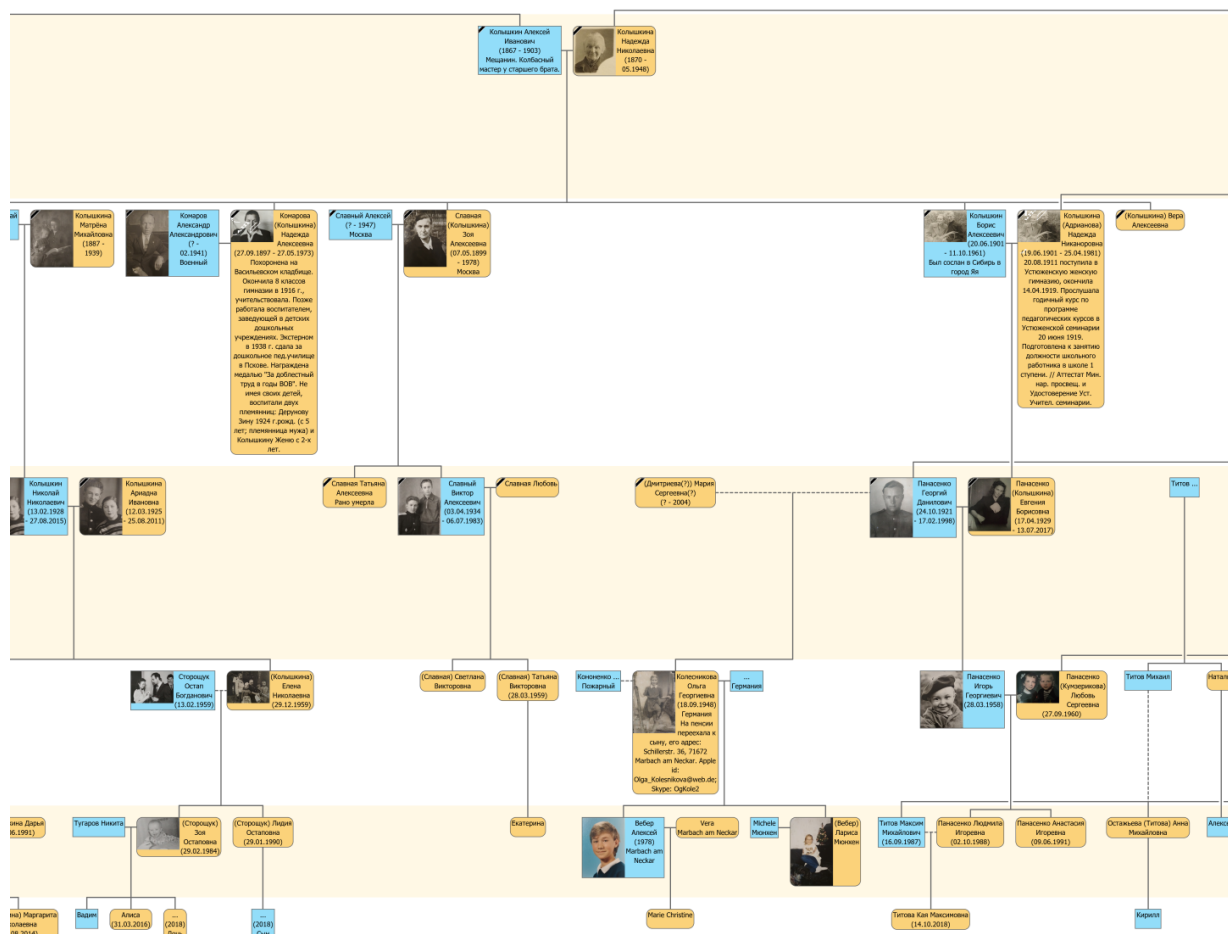 Колышкин Алексей
Иванович
(1867 - 1903)
Мещанин. Колбасный
мастер у старшего брата.
Колышкина
Надежда
Николаевна
(1870 -
05.1948)
Колышкина
Матрёна
Михайловна
(1887 -
1939)
Комаров
Александр
Александрович
(? -
02.1941)
Военный
Комарова
(Колышкина)
Надежда
Алексеевна
(27.09.1897 - 27.05.1973)
Похоронена на
Васильевском кладбище.
Окончила 8 классов
гимназии в 1916 г.,
учительствовала. Позже
работала воспитателем,
заведующей в детских
дошкольных
учреждениях. Экстерном
в 1938 г. сдала за
дошкольное пед.училище
в Пскове. Награждена
медалью "За доблестный
труд в годы ВОВ". Не
имея своих детей,
воспитали двух
племянниц: Дерунову
Зину 1924 г.рожд. (с 5
лет; племянница мужа) и
Колышкину Женю с 2-х
лет.
Славный Алексей
(? - 1947)
Москва
Славная
(Колышкина)
Зоя
Алексеевна
(07.05.1899
- 1978)
Москва
Колышкин
Борис
Алексеевич
(20.06.1901
- 11.10.1961)
Был сослан в Сибирь в
город Яя
Колышкина
(Адрианова)
Надежда
Никаноровна
(19.06.1901 - 25.04.1981)
20.08.1911 поступила в
Устюженскую женскую
гимназию, окончила
14.04.1919. Прослушала
годичный курс по
программе
педагогических курсов в
Устюженской семинарии
20 июня 1919.
Подготовлена к занятию
должности школьного
работника в школе 1
ступени. // Аттестат Мин.
нар. просвещ. и
Удостоверение Уст.
Учител. семинарии.
(Колышкина) Вера
Алексеевна
Колышкин
Николай
Николаевич
(13.02.1928
- 27.08.2015)
Колышкина
Ариадна
Ивановна
(12.03.1925
- 25.08.2011)
Славная Татьяна
Алексеевна
Рано умерла
Славный
Виктор
Алексеевич
(03.04.1934
- 06.07.1983)
Славная Любовь
(Дмитриева(?)) Мария
Сергеевна(?)
(? - 2004)
Панасенко
Георгий
Данилович
(24.10.1921
- 17.02.1998)
Панасенко
(Колышкина)
Евгения
Борисовна
(17.04.1929
- 13.07.2017)
Титов ...
Сторощук
Остап
Богданович
(13.02.1959)
(Колышкина)
Елена
Николаевна
(29.12.1959)
(Славная) Светлана
Викторовна
(Славная) Татьяна
Викторовна
(28.03.1959)
Кононенко ...
Пожарный
Колесникова
Ольга
Георгиевна
(18.09.1948)
Германия
На пенсии
переехала к
сыну, его адрес:
Schillerstr. 36, 71672
Marbach am Neckar. Apple
id:
Olga_Kolesnikova@web.de;
Skype: OgKole2
...
Германия
Панасенко
Игорь
Георгиевич
(28.03.1958)
Панасенко
(Кумзерикова)
Любовь
Сергеевна
(27.09.1960)
Титов Михаил
Дарья
Тугаров Никита
(Сторощук)
Зоя
Остаповна
(29.02.1984)
(Сторощук) Лидия
Остаповна
(29.01.1990)
Екатерина
Вебер
Алексей
(1978)
Marbach am
Neckar
Vera
Marbach am Neckar
Michele
Мюнхен
(Вебер)
Лариса
Мюнхен
Титов Максим
Михайлович
(16.09.1987)
Панасенко Людмила
Игоревна
(02.10.1988)
Панасенко Анастасия
Игоревна
(09.06.1991)
Остажьева (Титова) Анна
Михайловна
Маргарита
Вадим
Алиса
(31.03.2016)
...
(2018)
...
(2018)
Marie Christine
Титова Кая Максимовна
(14.10.2018)
Кирилл